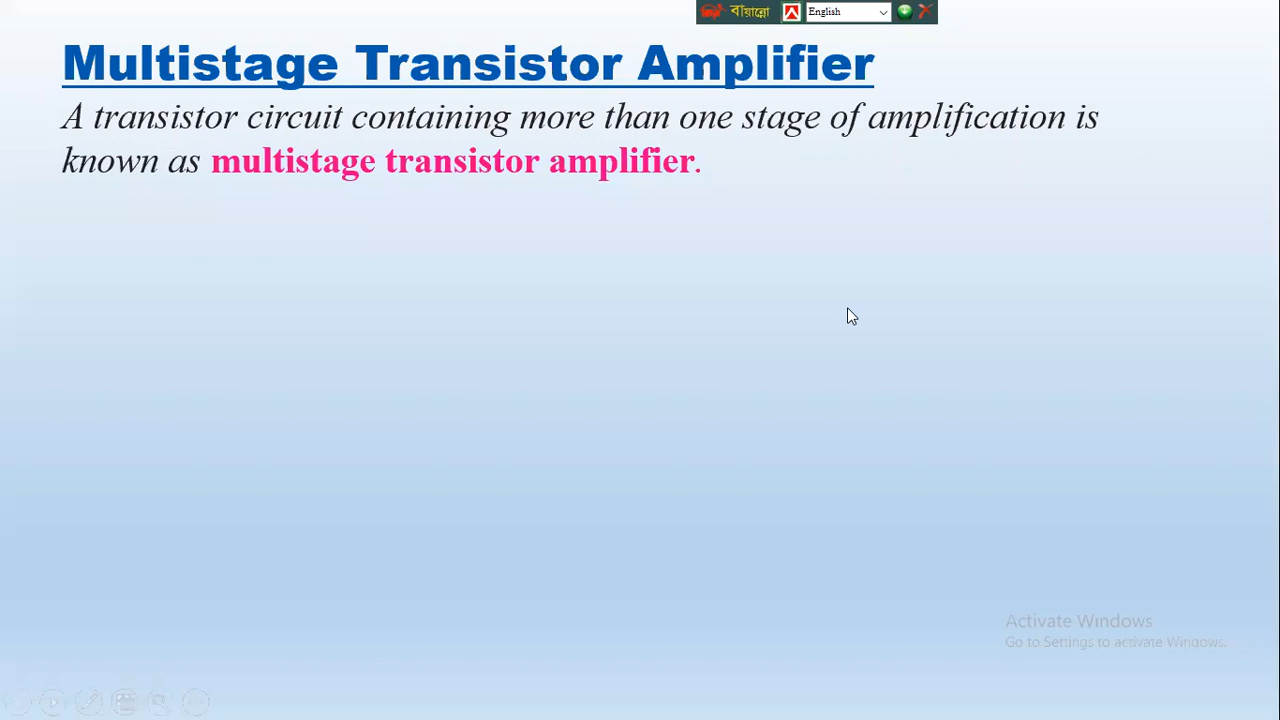 বায়ান্নো English
Multistage Transistor Amplifier
A transistor circuit containing more than one stage of amplification is
known as multistage transistor amplifier.
Activate Windows
Go to Settings to activate Windows.